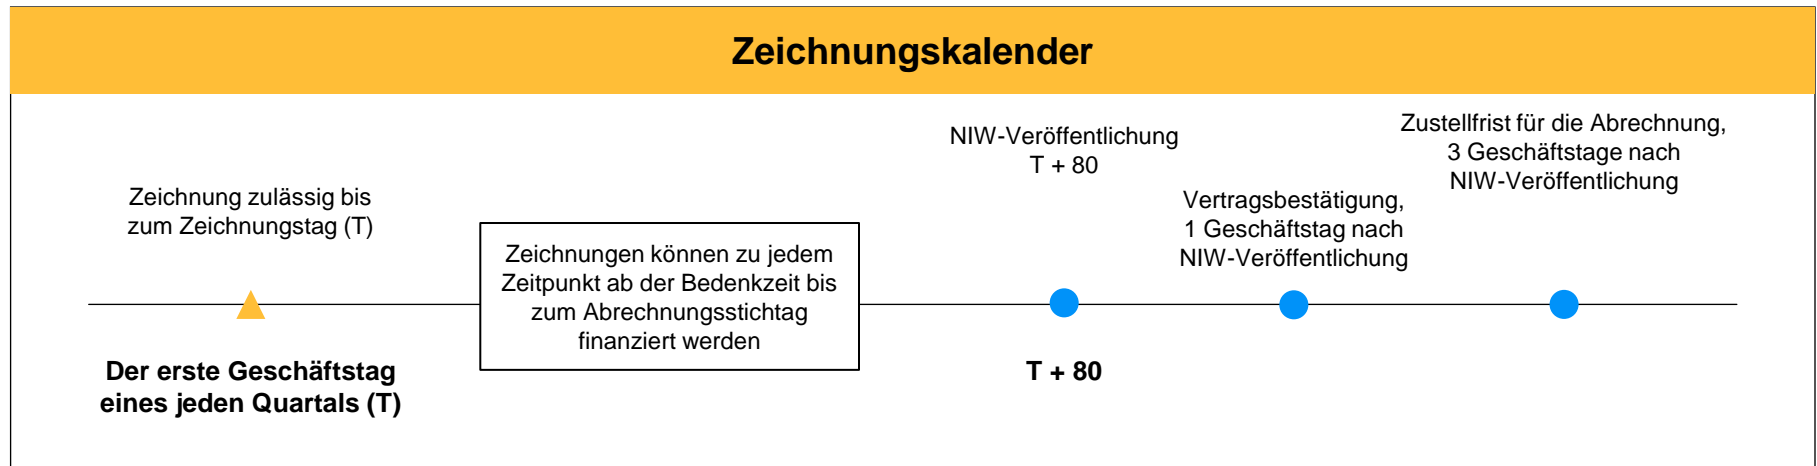 Zeichnungskalender
Zeichnung zulässig bis
zum Zeichnungstag (T)
Der erste Geschäftstag
eines jeden Quartals (T)
Zeichnungen können zu jedem
Zeitpunkt ab der Bedenkzeit bis
zum Abrechnungsstichtag
finanziert werden
NIW-Veröffentlichung
T + 80
T + 80
Vertragsbestätigung,
1 Geschäftstag nach
NIW-Veröffentlichung
Zustellfrist für die Abrechnung,
3 Geschäftstage nach
NIW-Veröffentlichung